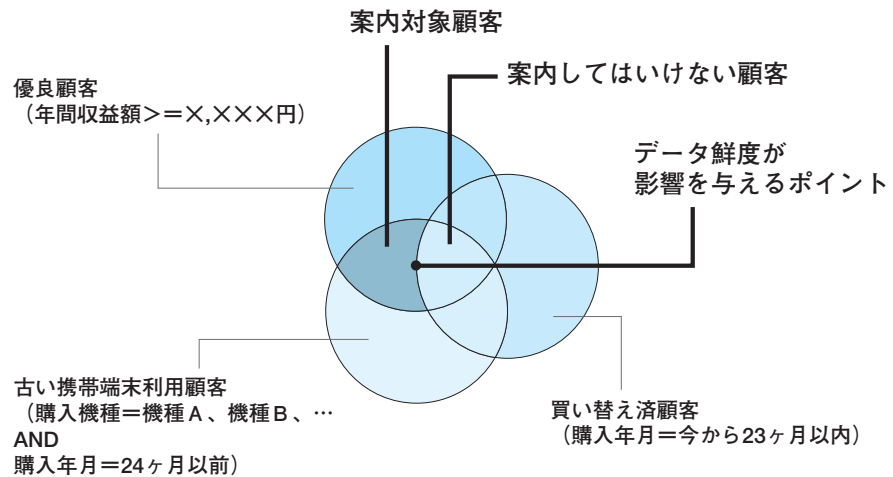 案内対象顧客
案内してはいけない顧客
優良顧客
（年間収益額＞＝×,×××円）
データ鮮度が
影響を与えるポイント
古い携帯端末利用顧客
（購入機種＝機種Ａ、機種Ｂ、…
AND
購入年月＝24ヶ月以前）
買い替え済顧客
（購入年月＝今から23ヶ月以内）